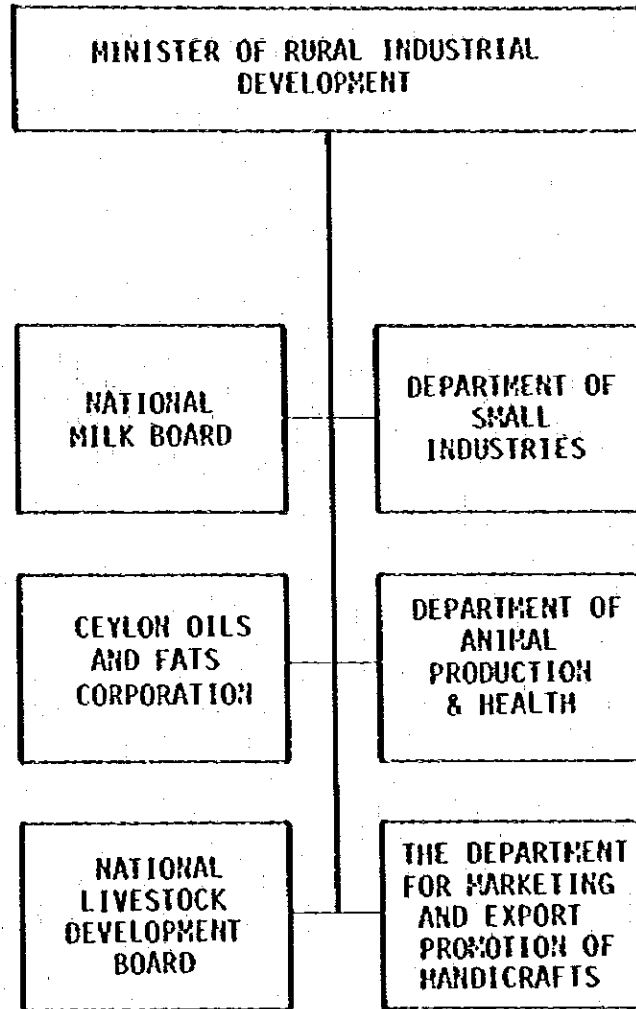 MINISTER OF RURAL INDUSTRIAL
DEVELOPMENT
NATIONAL
MILK BOARD
DEPARTMENT OF
SMALL
INDUSTRIES
CEYLON OILS
AND FATS
CORPORATION
DEPARTMENT OF
ANIMAL
PRODUCTION
& HEALTH
NATIONAL
LIVESTOCK
DEVELOPMENT
BOARD
THE DEPARTMENT
FOR MARKETING
AND EXPORT
PROMOTION OF
HANDICRAFTS